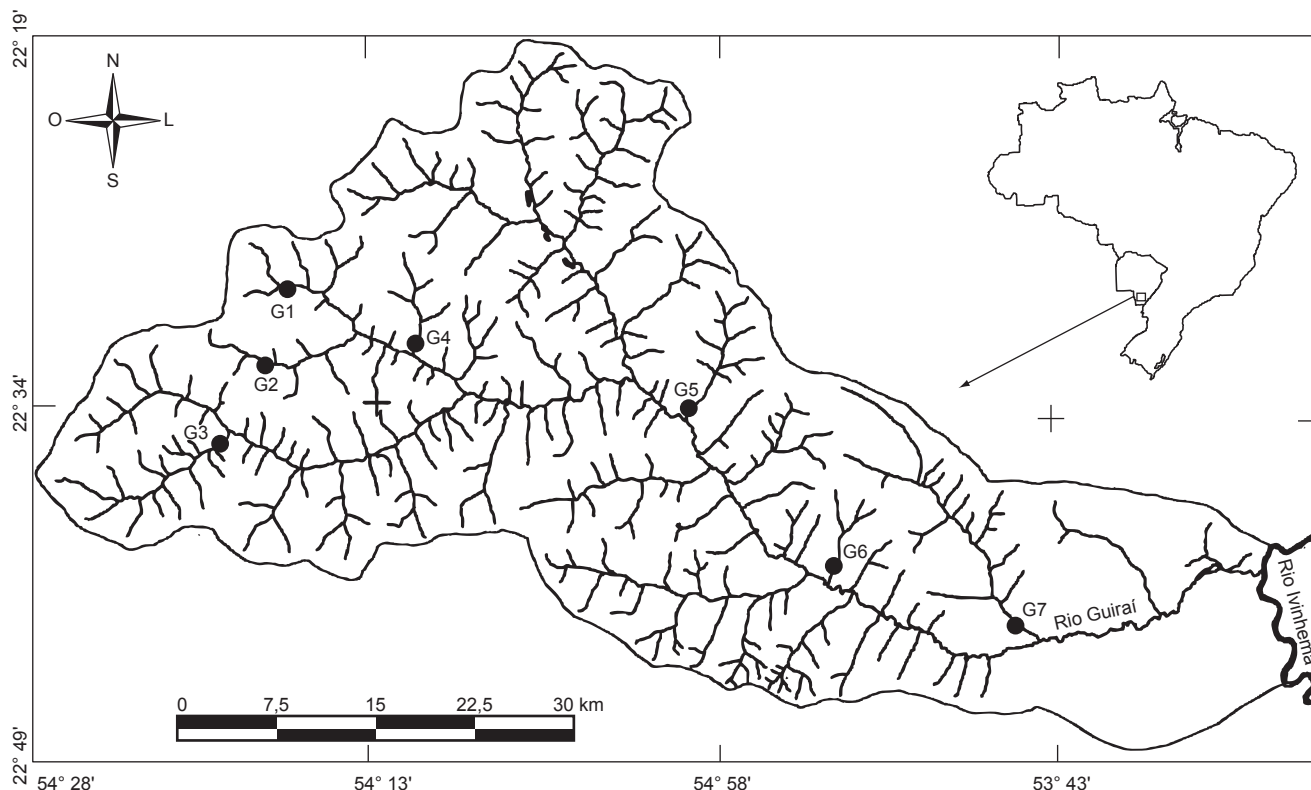 22° 19'
N
O
L
S
G1
G4
G2
22° 34'
G5
G3
G6
G7
Rio Guiraí
Rio Ivinhema
0 7,5 15 22,5 30 km
22° 49'
54° 28' 54° 13' 54° 58' 53° 43'